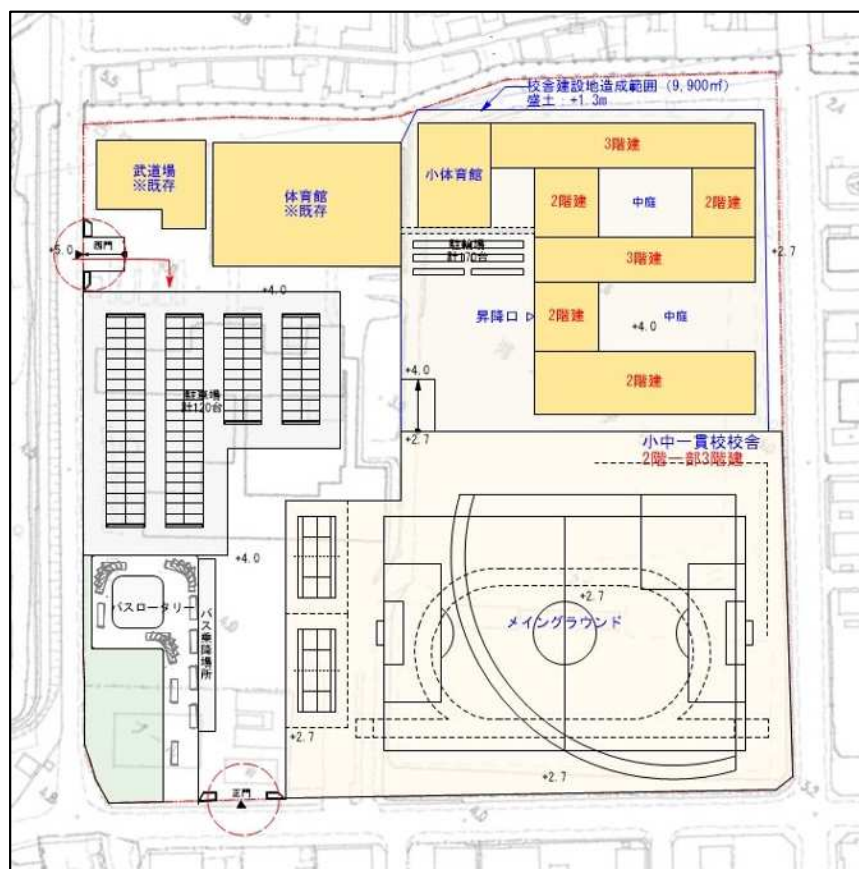 校舎建設地造成範囲（9,900㎡）
盛土：+1.3m
武道場
※既存
体育館
※既存
小体育館
3階建
2階建
中庭
2階建
西門
+5.0
駐輪場
計170台
3階建
+2.7
+4.0
昇降口
2階建
中庭
+4.0
+4.0
2階建
駐車場
計120台
+2.7
小中一貫校校舎
2階一部3階建
+4.0
+2.7
バスロータリー
バス乗降場所
メイングラウンド
+2.7
+2.7
正門